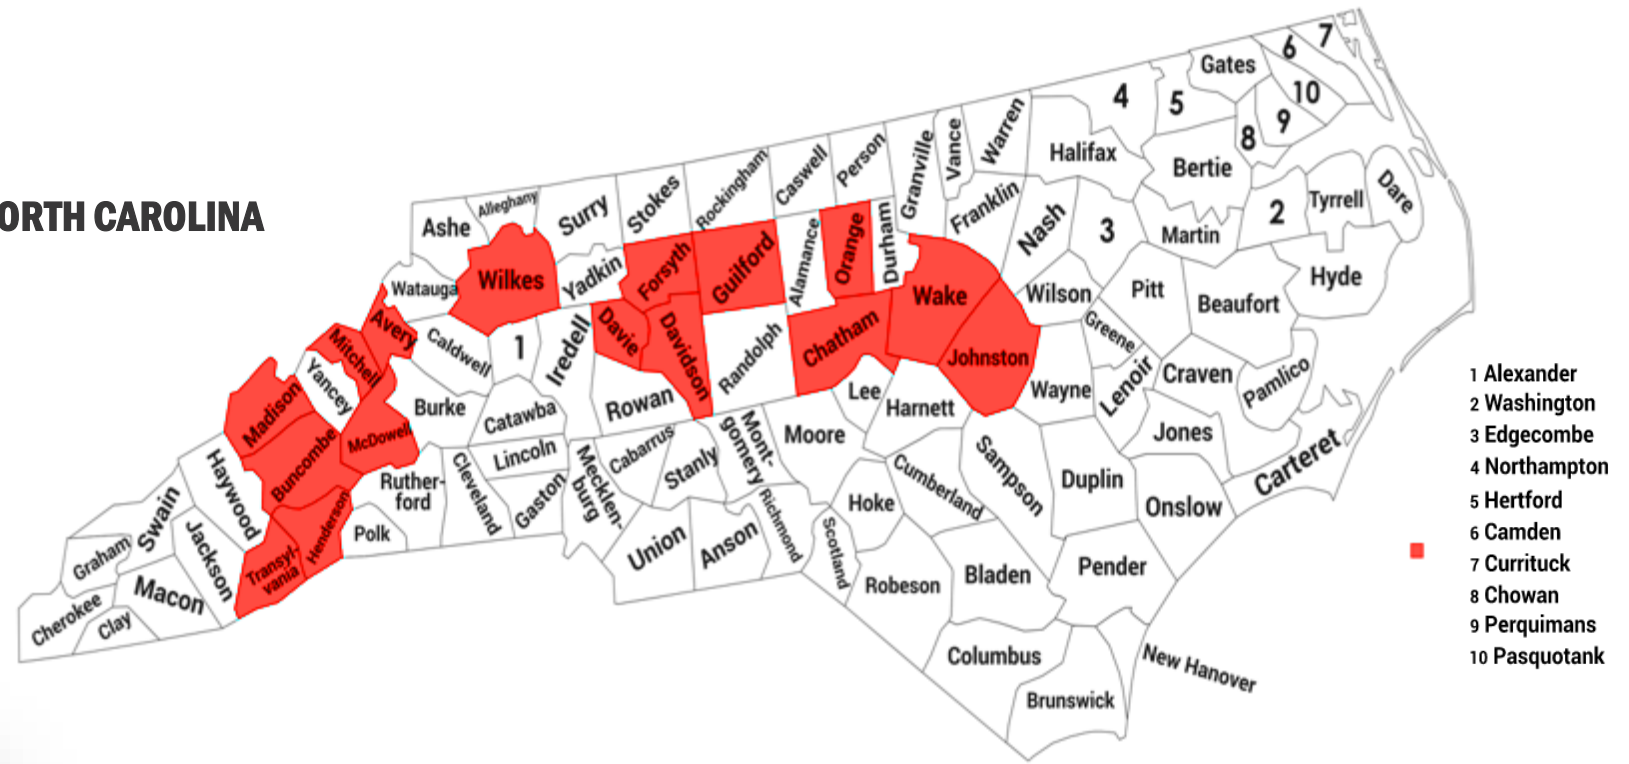 ORTH CAROLINA
Ashe
Alleghany
Surry
Stokes
Rockingham
Caswell
Person
Granville
Vance
Warren
Halifax
4
5
Gates
6
7
10
9
8
Bertie
Watauga
Wilkes
Yadkin
Forsyth
Guilford
Alamance
Orange
Durham
Franklin
Nash
3
Martin
2
Tyrrell
Dare
Avery
Mitchell
Caldwell
1
Iredell
Davie
Davidson
Randolph
Chatham
Wake
Johnston
Wilson
Pitt
Greene
Beaufort
Hyde
Madison
Yancey
McDowell
Burke
Catawba
Rowan
Lee
Harnett
Wayne
Lenoir
Craven
Pamlico
Buncombe
Haywood
Swain
Graham
Cherokee
Clay
Macon
Jackson
Transyl-
vania
Henderson
Polk
Ruther-
ford
Cleveland
Lincoln
Gaston
Mecklen-
burg
Cabarrus
Stanly
Mont-
gomery
Moore
Union
Anson
Richmond
Scotland
Hoke
Cumberland
Sampson
Duplin
Jones
Onslow
Carteret
Robeson
Bladen
Pender
Columbus
Brunswick
New Hanover
1 Alexander
2 Washington
3 Edgecombe
4 Northampton
5 Hertford
6 Camden
7 Currituck
8 Chowan
9 Perquimans
10 Pasquotank